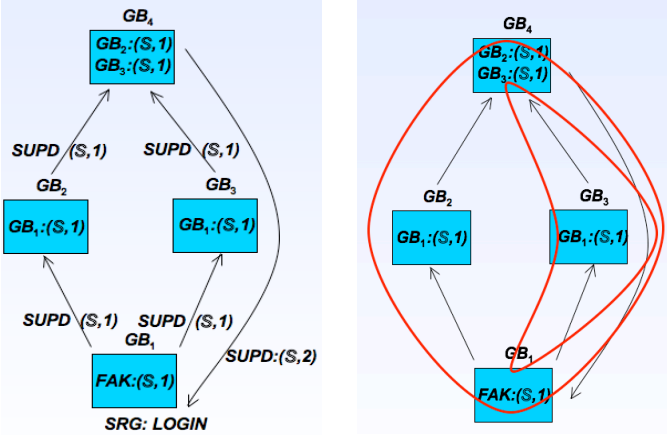 GB4
GB2:(S,1)
GB3:(S,1)
SUPD (S,1)
SUPD (S,1)
GB2
GB3
GB1:(S,1)
GB1:(S,1)
SUPD (S,1)
SUPD (S,1)
GB1
SUPD:(S,2)
FAK:(S,1)
SRG: LOGIN
GB4
GB2:(S,1)
GB3:(S,1)
GB2
GB3
GB1:(S,1)
GB1:(S,1)
GB1
FAK:(S,1)